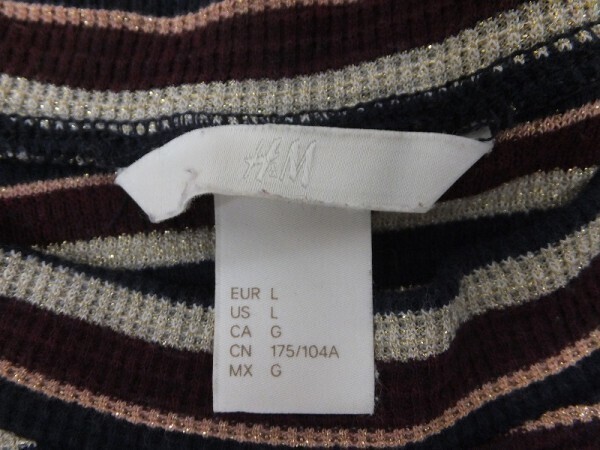 H&M
EUR L
US L
CA G
CN 175/104A
MX G